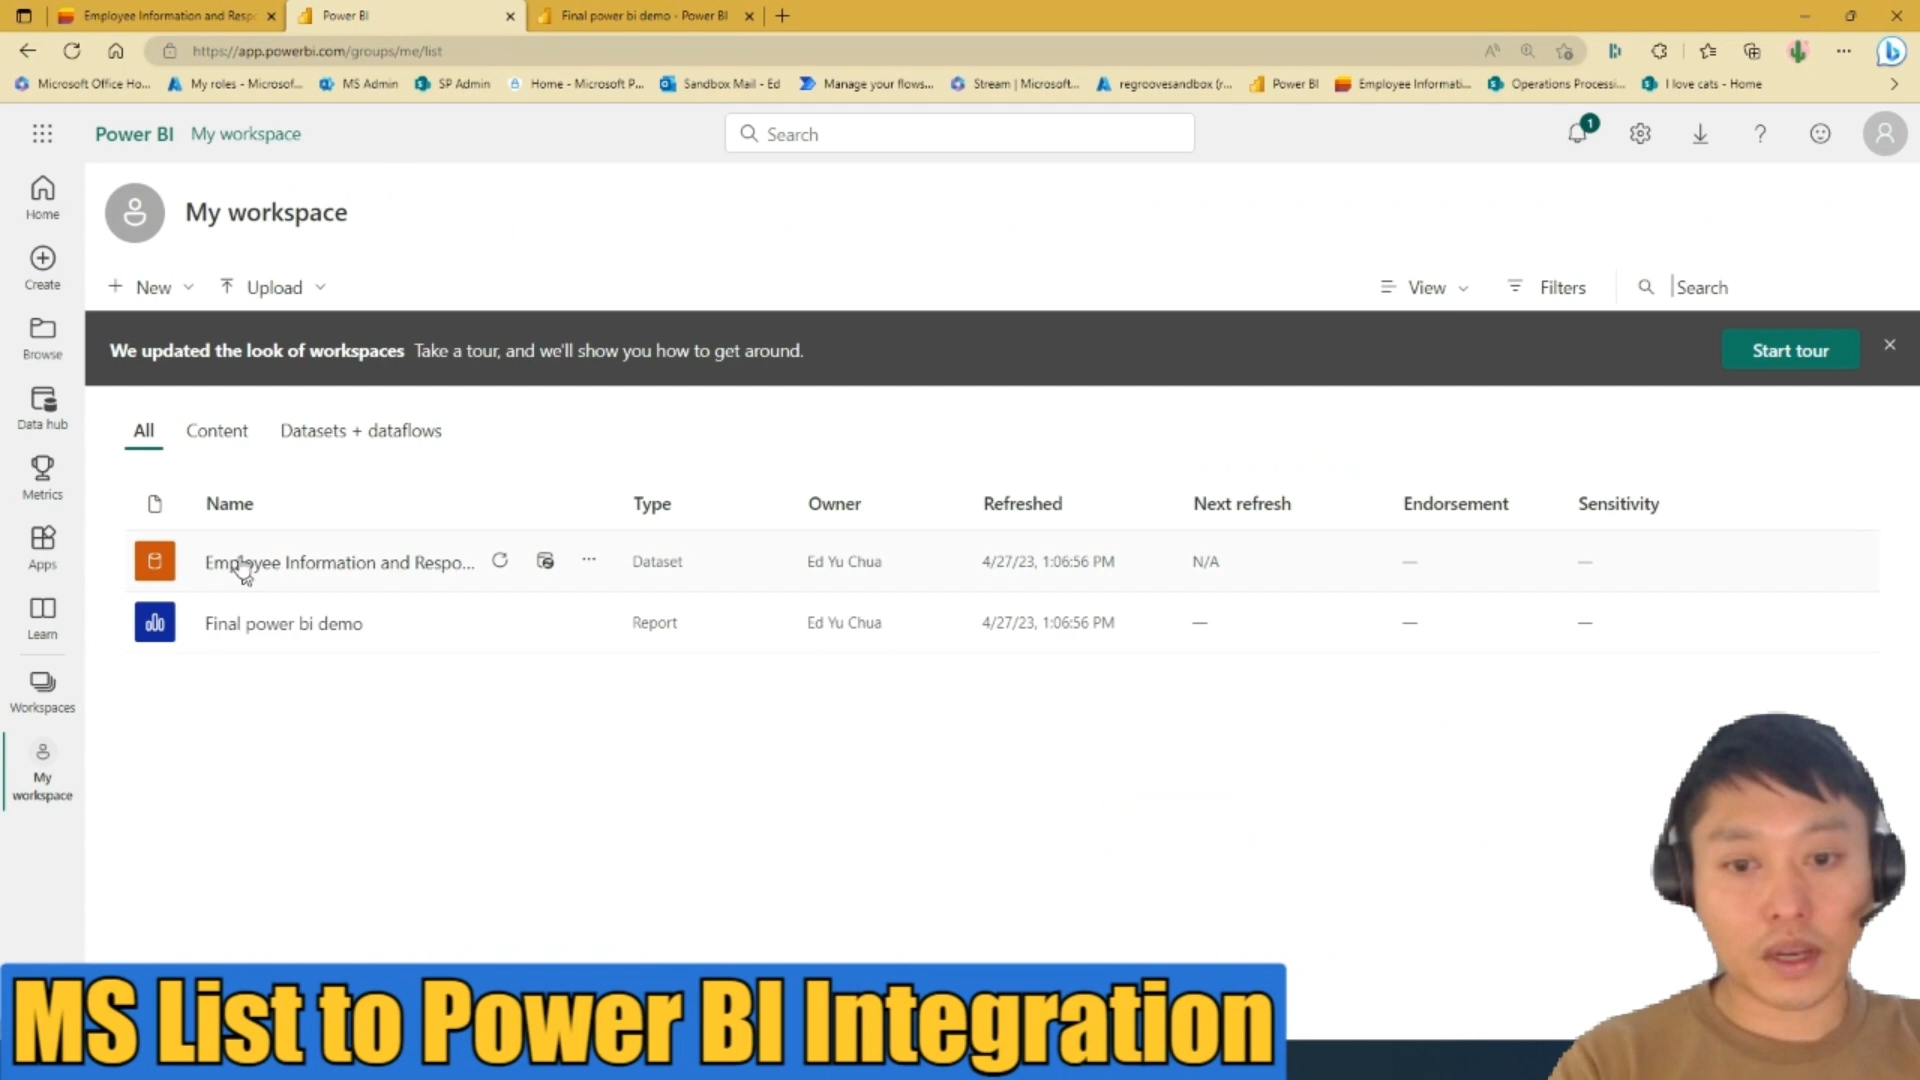 Employee Information and Respo
Power BI
Final power bi demo - Power BI
https://app.powerbi.com/groups/me/list
Microsoft Office Ho...
My roles - Microsof...
MS Admin
SP Admin
Home - Microsoft P...
Sandbox Mail - Ed
Manage your flows...
Stream | Microsoft...
regroovesandbox (r...
Power BI
Employee Informati...
Operations Processi...
I love cats - Home
Power BI My workspace
Search
1
Home
My workspace
Create
New
Upload
View
Filters
Search
Browse
We updated the look of workspaces Take a tour, and we'll show you how to get around.
Start tour
Data hub
All
Content
Datasets + dataflows
Metrics
Name
Type
Owner
Refreshed
Next refresh
Endorsement
Sensitivity
Apps
Employee Information and Respo...
Dataset
Ed Yu Chua
4/27/23, 1:06:56 PM
N/A
—
—
Learn
Final power bi demo
Report
Ed Yu Chua
4/27/23, 1:06:56 PM
—
—
—
Workspaces
My
workspace
MS List to Power BI Integration